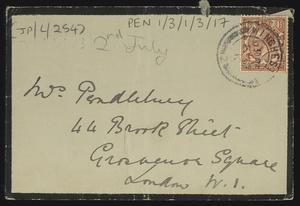 JP/L/2547
PEN 1/3/1/3/17
2nd July
Mrs Pendlebury
44 Brook Street
Grosvenor Square
London W.1.